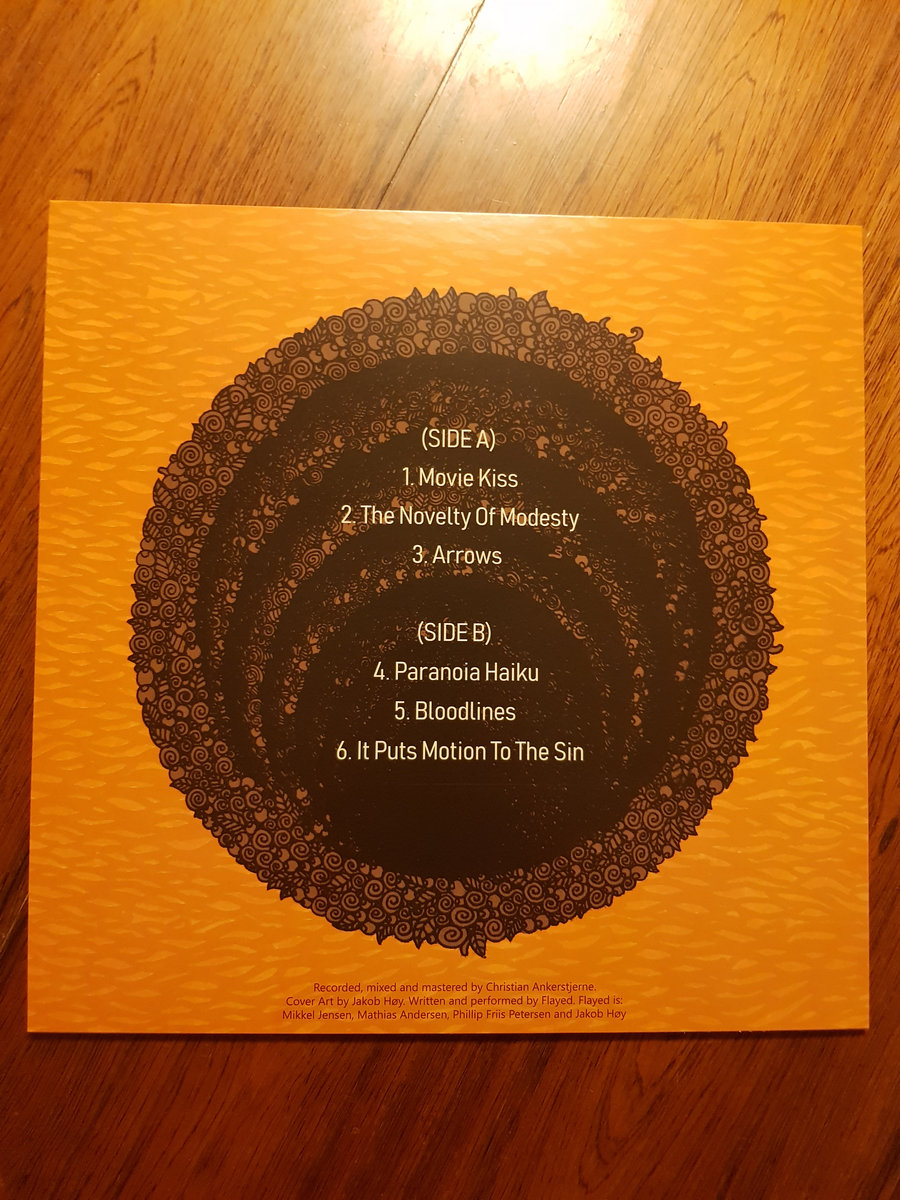 (SIDE A)
1. Movie Kiss
2. The Novelty Of Modesty
3. Arrows
(SIDE B)
4. Paranoia Haiku
5. Bloodlines
6. It Puts Motion To The Sin
Recorded, mixed and mastered by Christian Ankerstjerne.
Cover Art by Jakob Høy. Written and performed by Flayed. Flayed is:
Mikkel Jensen, Mathias Andersen, Phillip Friis Petersen and Jakob Høy